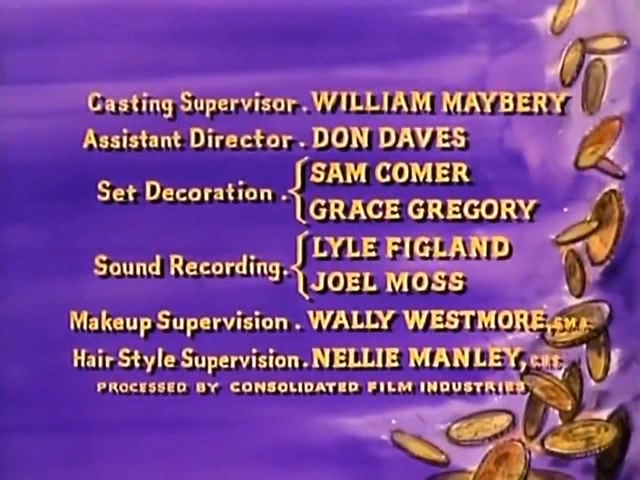 Casting Supervisor. WILLIAM MAYBERY
Assistant Director. DON DAVES
Set Decoration. { SAM COMER
GRACE GREGORY
Sound Recording. { LYLE FIGLAND
JOEL MOSS
Makeup Supervision. WALLY WESTMORE, S.M.A.
Hair Style Supervision. NELLIE MANLEY, C.H.S.
PROCESSED BY CONSOLIDATED FILM INDUSTRIES